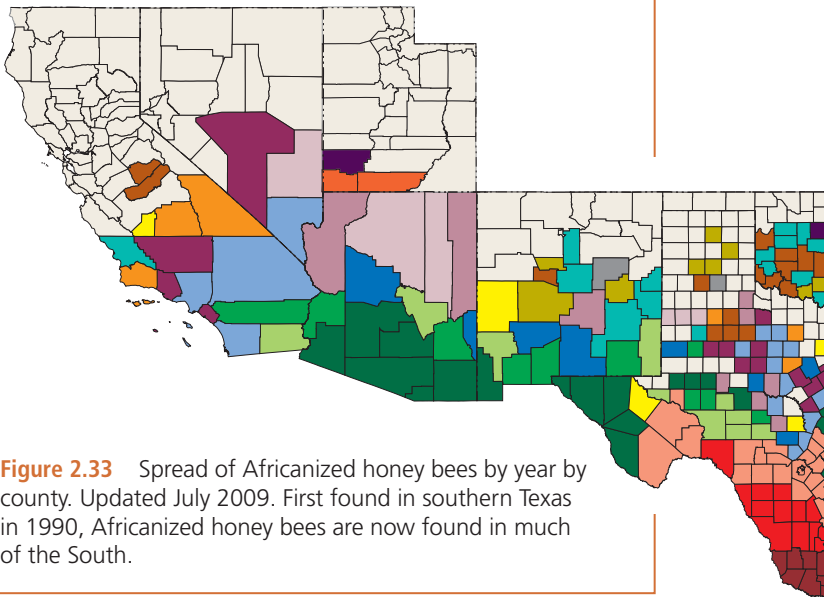 Figure 2.33 Spread of Africanized honey bees by year by
county. Updated July 2009. First found in southern Texas
in 1990, Africanized honey bees are now found in much
of the South.